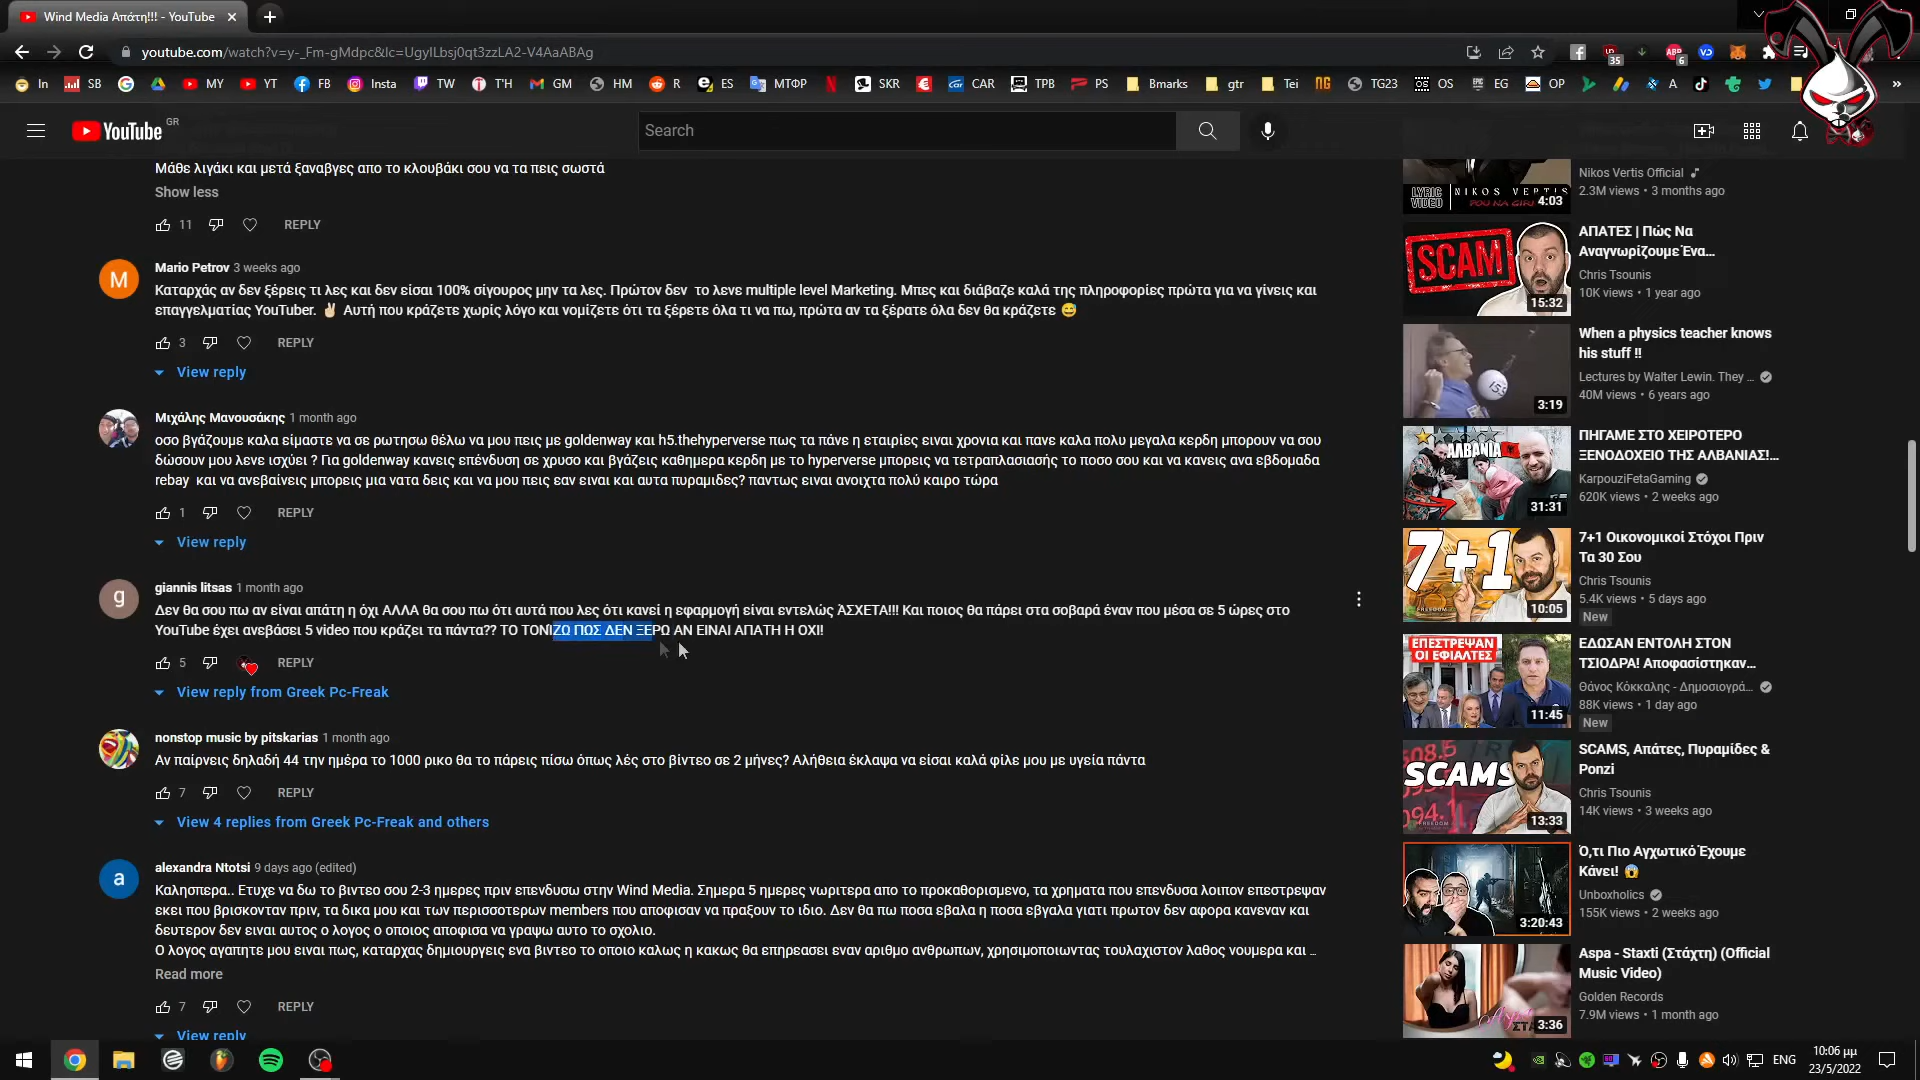 Wind Media Απάτη!!! - YouTube
youtube.com/watch?v=y-_Fm-gMdpc&lc=UgyILbsj0qt3zzLA2-V4AaABAg
In SB MY YT FB Insta TW T'H GM HM R ES ΜΤΦΡ SKR CAR TPB PS Bmarks gtr Tei NG TG23 OS EG OP A
YouTube GR
Search
Μάθε λιγάκι και μετά ξαναβγες απο το κλουβάκι σου να τα πεις σωστά
Show less
11 REPLY
Mario Petrov 3 weeks ago
Καταρχάς αν δεν ξέρεις τι λες και δεν είσαι 100% σίγουρος μην τα λες. Πρώτον δεν το λενε multiple level Marketing. Μπες και διάβαζε καλά της πληροφορίες πρώτα για να γίνεις και
επαγγελματίας YouTuber. ✌🏻 Αυτή που κράζετε χωρίς λόγο και νομίζετε ότι τα ξέρετε όλα τι να πω, πρώτα αν τα ξέρατε όλα δεν θα κράζετε 😅
3 REPLY
View reply
Μιχάλης Μανουσάκης 1 month ago
οσο βγάζουμε καλα είμαστε να σε ρωτησω θέλω να μου πεις με goldenway και h5.thehyperverse πως τα πάνε η εταιρίες ειναι χρονια και πανε καλα πολυ μεγαλα κερδη μπορουν να σου
δώσουν μου λενε ισχύει ? Για goldenway κανεις επένδυση σε χρυσο και βγάζεις καθημερα κερδη με το hyperverse μπορεις να τετραπλασιασής το ποσο σου και να κανεις ανα εβδομαδα
rebay και να ανεβαίνεις μπορεις μια νατα δεις και να μου πεις εαν ειναι και αυτα πυραμιδες? παντως ειναι ανοιχτα πολύ καιρο τώρα
1 REPLY
View reply
giannis litsas 1 month ago
Δεν θα σου πω αν είναι απάτη η όχι ΑΛΛΑ θα σου πω ότι αυτά που λες ότι κανεί η εφαρμογή είναι εντελώς ΆΣΧΕΤΑ!!! Και ποιος θα πάρει στα σοβαρά έναν που μέσα σε 5 ώρες στο
YouTube έχει ανεβάσει 5 video που κράζει τα πάντα?? ΤΟ ΤΟΝΊΖΩ ΠΩΣ ΔΕΝ ΞΕΡΩ ΑΝ ΕΙΝΑΙ ΑΠΑΤΗ Η ΟΧΙ!
5 REPLY
View reply from Greek Pc-Freak
nonstop music by pitskarias 1 month ago
Αν παίρνεις δηλαδή 44 την ημέρα το 1000 ρικο θα το πάρεις πίσω όπως λές στο βίντεο σε 2 μήνες? Αλήθεια έκλαψα να είσαι καλά φίλε μου με υγεία πάντα
7 REPLY
View 4 replies from Greek Pc-Freak and others
alexandra Ntotsi 9 days ago (edited)
Καλησπερα.. Ετυχε να δω το βιντεο σου 2-3 ημερες πριν επενδυσω στην Wind Media. Σημερα 5 ημερες νωριτερα απο το προκαθορισμενο, τα χρηματα που επενδυσα λοιπον επεστρεψαν
εκει που βρισκονταν πριν, τα δικα μου και των περισσοτερων members που αποφισαν να πραξουν το ιδιο. Δεν θα πω ποσα εβαλα η ποσα εβγαλα γιατι πρωτον δεν αφορα κανεναν και
δευτερον δεν ειναι αυτος ο λογος ο οποιος αποφισα να γραψω αυτο το σχολιο.
Ο λογος αγαπητε μου ειναι πως, καταρχας δημιουργεις ενα βιντεο το οποιο καλως η κακως θα επηρεασει εναν αριθμο ανθρωπων, χρησιμοποιωντας τουλαχιστον λαθος νουμερα και ...
Read more
7 REPLY
View reply
LYRIC VIDEO NIKOS VERTIS
POU NA GIRI
4:03
Nikos Vertis Official
2.3M views • 3 months ago
SCAM
15:32
ΑΠΑΤΕΣ | Πώς Να
Αναγνωρίζουμε Ένα...
Chris Tsounis
10K views • 1 year ago
3:19
When a physics teacher knows
his stuff !!
Lectures by Walter Lewin. They ...
40M views • 6 years ago
ΑΛΒΑΝΙΑ
31:31
ΠΗΓΑΜΕ ΣΤΟ ΧΕΙΡΟΤΕΡΟ
ΞΕΝΟΔΟΧΕΙΟ ΤΗΣ ΑΛΒΑΝΙΑΣ!...
KarpouziFetaGaming
620K views • 2 weeks ago
7+1
10:05
7+1 Οικονομικοί Στόχοι Πριν
Τα 30 Σου
Chris Tsounis
5.4K views • 5 days ago
New
ΕΠΕΣΤΡΕΨΑΝ
ΟΙ ΕΦΙΑΛΤΕΣ
11:45
ΕΔΩΣΑΝ ΕΝΤΟΛΗ ΣΤΟΝ
ΤΣΙΟΔΡΑ! Αποφασίστηκαν...
Θάνος Κόκκαλης - Δημοσιογρά...
88K views • 1 day ago
New
SCAMS
13:33
SCAMS, Απάτες, Πυραμίδες &
Ponzi
Chris Tsounis
14K views • 3 weeks ago
3:20:43
Ό,τι Πιο Αγχωτικό Έχουμε
Κάνει! 😱
Unboxholics
155K views • 2 weeks ago
3:36
Aspa - Staxti (Στάχτη) (Official
Music Video)
Golden Records
7.9M views • 1 month ago
ENG
10:06 μμ
23/5/2022